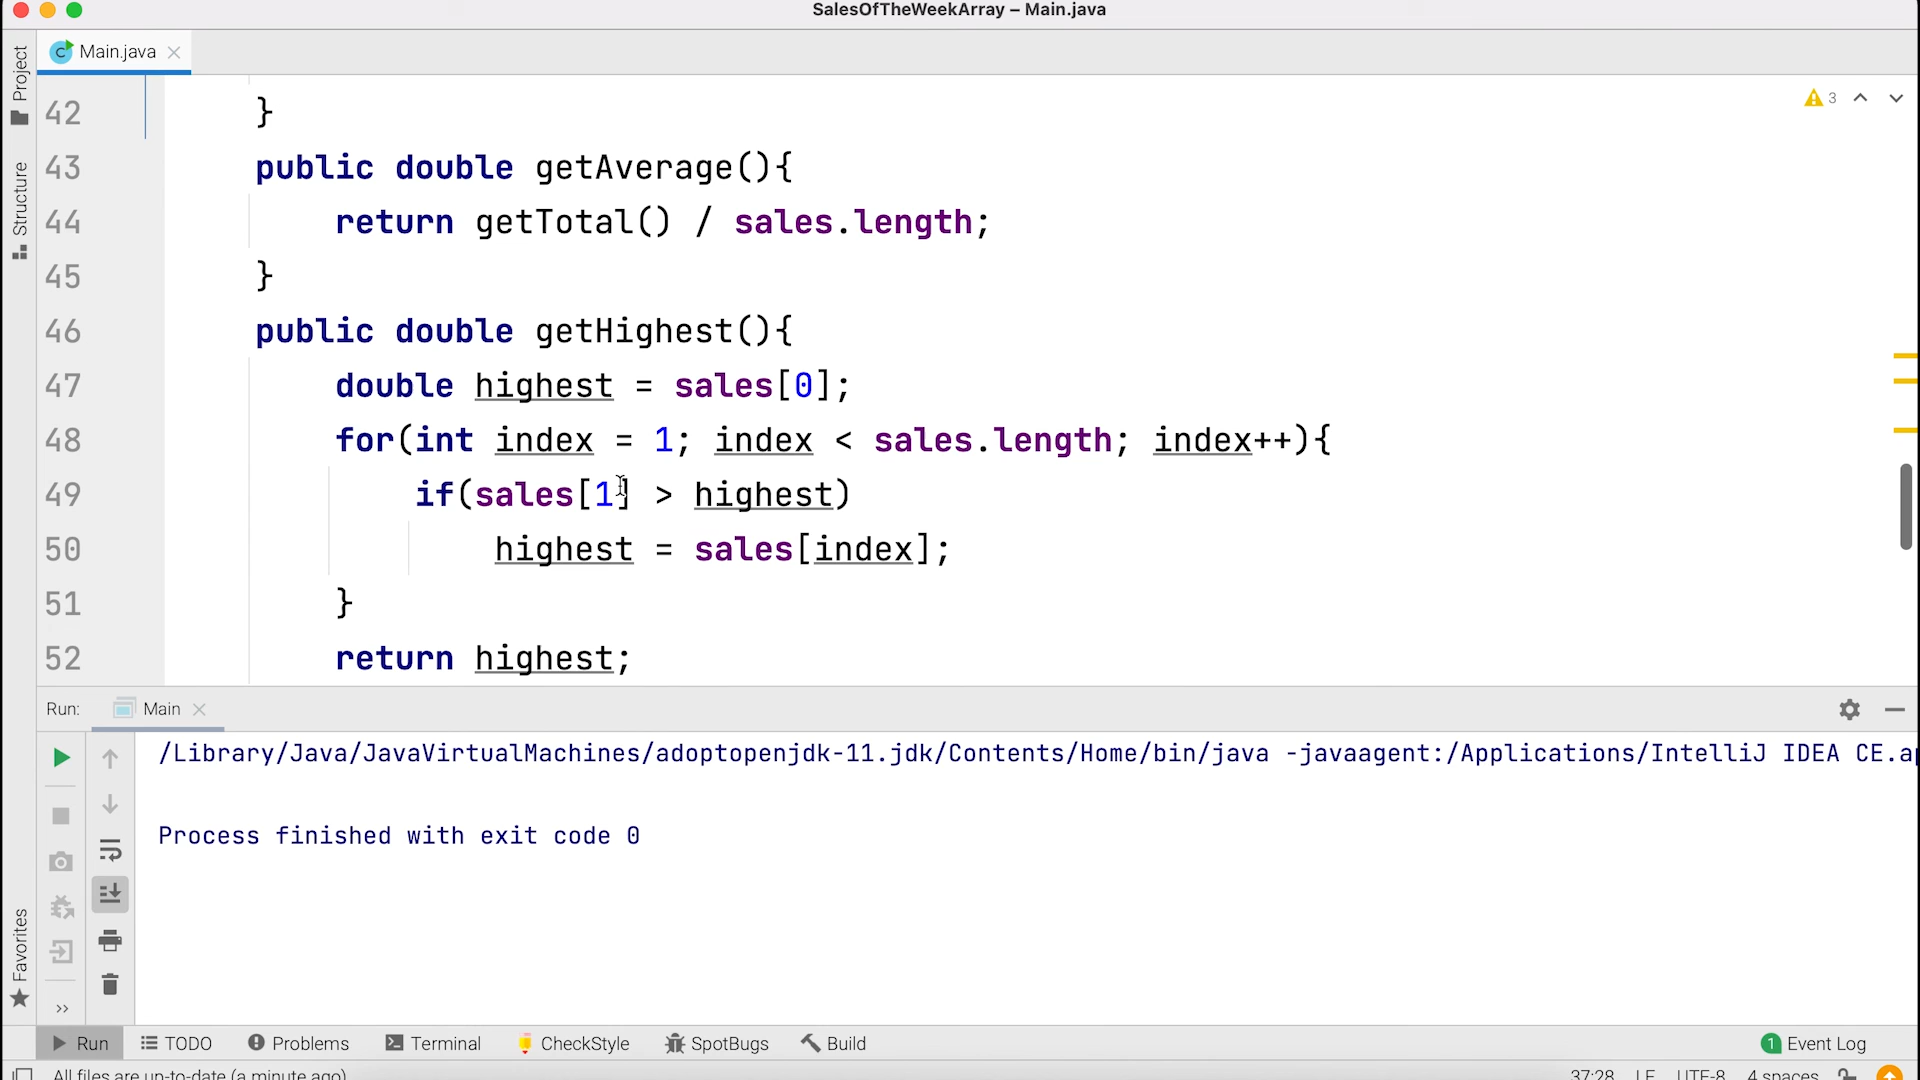 SalesOfTheWeekArray – Main.java
Main.java
Project
Structure
Favorites
3
42 }
43 public double getAverage(){
44 return getTotal() / sales.length;
45 }
46 public double getHighest(){
47 double highest = sales[0];
48 for(int index = 1; index < sales.length; index++){
49 if(sales[1] > highest)
50 highest = sales[index];
51 }
52 return highest;
Run: Main
/Library/Java/JavaVirtualMachines/adoptopenjdk-11.jdk/Contents/Home/bin/java -javaagent:/Applications/IntelliJ IDEA CE.a
Process finished with exit code 0
Run TODO Problems Terminal CheckStyle SpotBugs Build 1 Event Log
All files are up-to-date (a minute ago) 37:28 LF UTF-8 4 spaces